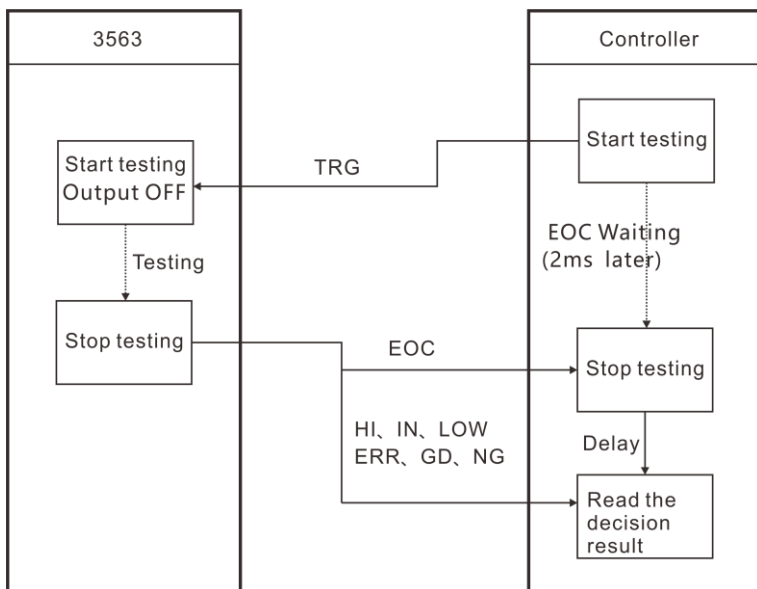 3563
Controller
Start testing
Output OFF
TRG
Start testing
Testing
EOC Waiting
(2ms later)
Stop testing
EOC
Stop testing
HI、IN、LOW
ERR、GD、NG
Delay
Read the
decision
result